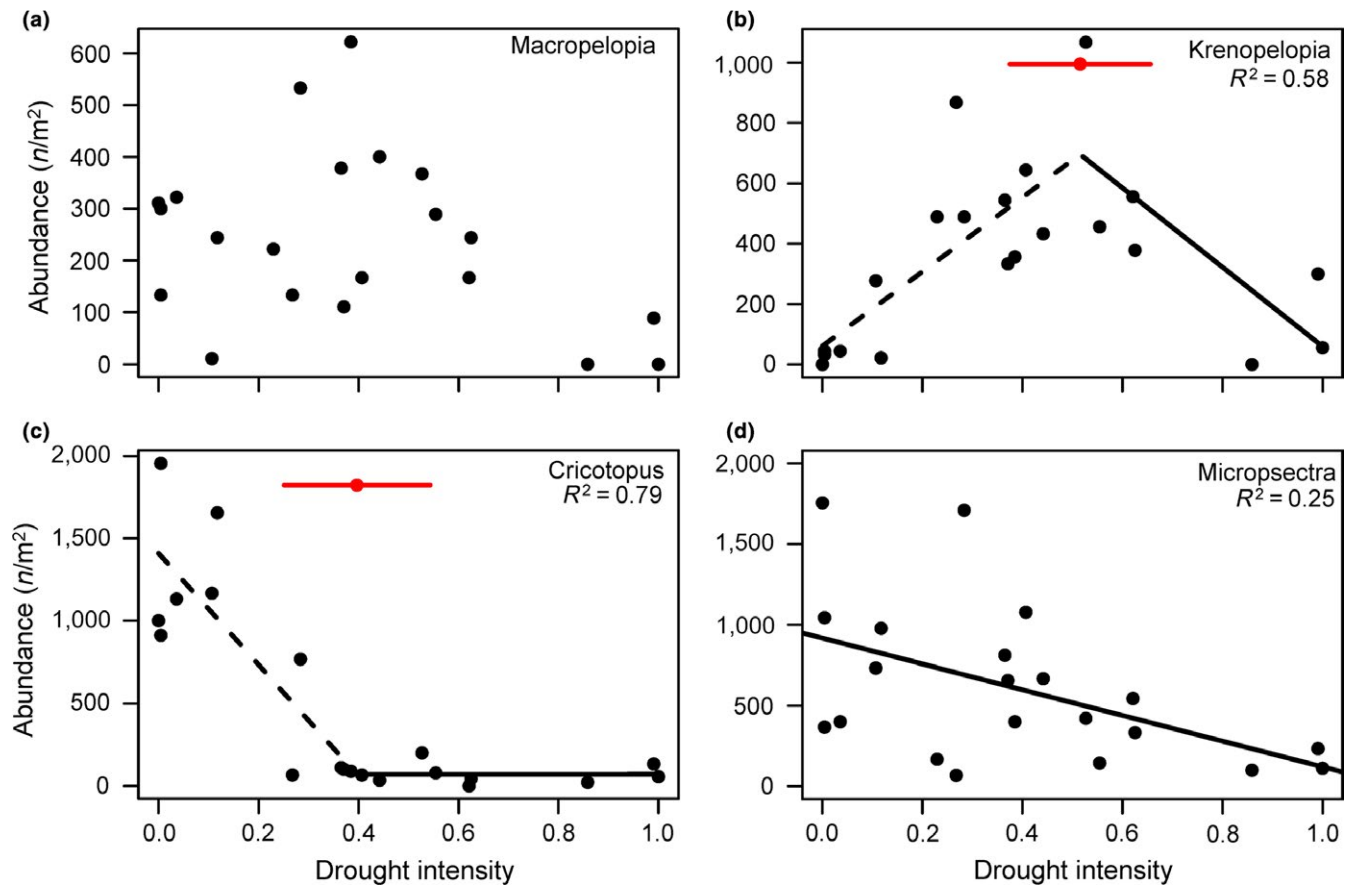 (a)
Macropelopia
600
500
400
300
200
100
0
Abundance (n/m²)
(b)
Krenopelopia
R² = 0.58
1,000
800
600
400
200
0
(c)
Cricotopus
R² = 0.79
2,000
1,500
1,000
500
0
Abundance (n/m²)
0.0 0.2 0.4 0.6 0.8 1.0
Drought intensity
(d)
Micropsectra
R² = 0.25
2,000
1,500
1,000
500
0
0.0 0.2 0.4 0.6 0.8 1.0
Drought intensity